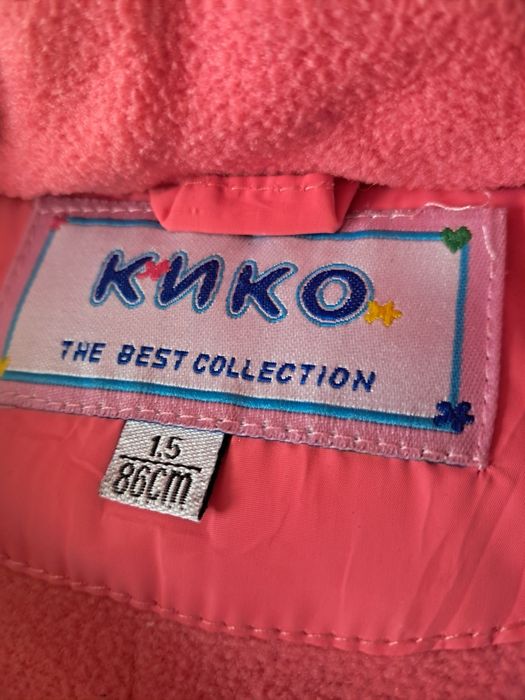 КИКО
THE BEST COLLECTION
1.5
86cm